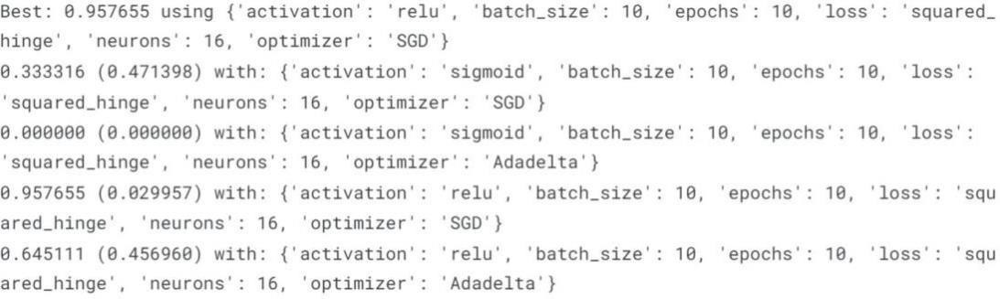 Best: 0.957655 using {'activation': 'relu', 'batch_size': 10, 'epochs': 10, 'loss': 'squared_
hinge', 'neurons': 16, 'optimizer': 'SGD'}
0.333316 (0.471398) with: {'activation': 'sigmoid', 'batch_size': 10, 'epochs': 10, 'loss':
'squared_hinge', 'neurons': 16, 'optimizer': 'SGD'}
0.000000 (0.000000) with: {'activation': 'sigmoid', 'batch_size': 10, 'epochs': 10, 'loss':
'squared_hinge', 'neurons': 16, 'optimizer': 'Adadelta'}
0.957655 (0.029957) with: {'activation': 'relu', 'batch_size': 10, 'epochs': 10, 'loss': 'squ
ared_hinge', 'neurons': 16, 'optimizer': 'SGD'}
0.645111 (0.456960) with: {'activation': 'relu', 'batch_size': 10, 'epochs': 10, 'loss': 'squ
ared_hinge', 'neurons': 16, 'optimizer': 'Adadelta'}